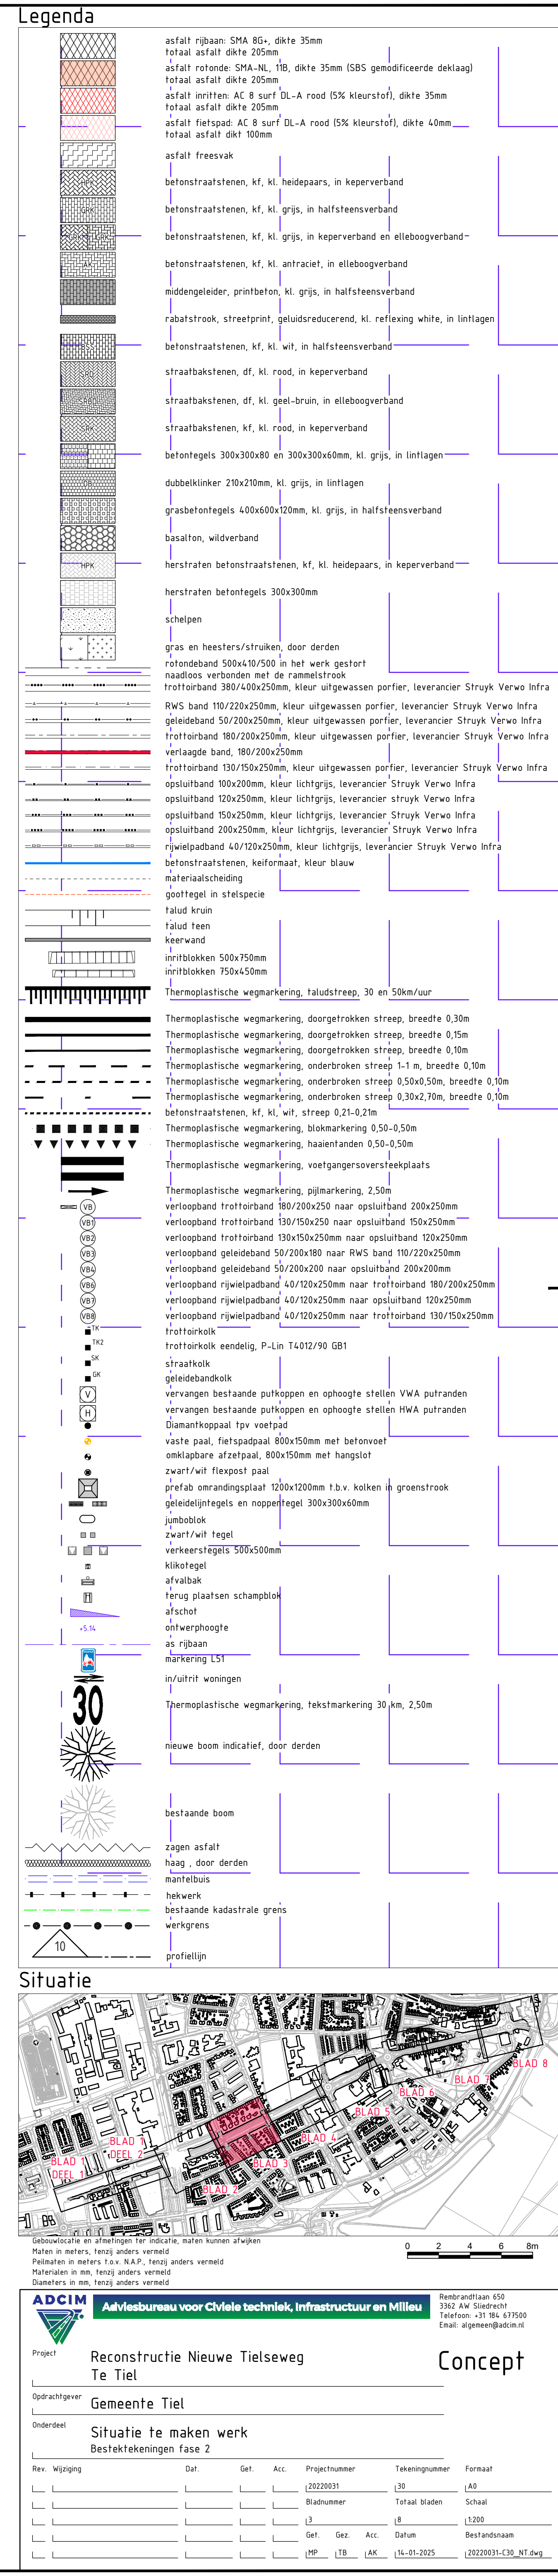 Legenda
asfalt rijbaan: SMA 8G+, dikte 35mm
totaal asfalt dikte 205mm
asfalt rotonde: SMA-NL, 11B, dikte 35mm (SBS gemodificeerde deklaag)
totaal asfalt dikte 205mm
asfalt inritten: AC 8 surf DL-A rood (5% kleurstof), dikte 35mm
totaal asfalt dikte 205mm
asfalt fietspad: AC 8 surf DL-A rood (5% kleurstof), dikte 40mm
totaal asfalt dikt 100mm
asfalt freesvak
betonstraatstenen, kf, kl. heidepaars, in keperverband
betonstraatstenen, kf, kl. grijs, in halfsteensverband
betonstraatstenen, kf, kl. grijs, in keperverband en elleboogverband
AK betonstraatstenen, kf, kl. antraciet, in elleboogverband
middengeleider, printbeton, kl. grijs, in halfsteensverband
rabatstrook, streetprint, geluidsreducerend, kl. reflexing white, in lintlagen
BSS betonstraatstenen, kf, kl. wit, in halfsteensverband
straatbakstenen, df, kl. rood, in keperverband
straatbakstenen, df, kl. geel-bruin, in elleboogverband
SRK straatbakstenen, kf, kl. rood, in keperverband
betontegels 300x300x80 en 300x300x60mm, kl. grijs, in lintlagen
DB dubbelklinker 210x210mm, kl. grijs, in lintlagen
grasbetontegels 400x600x120mm, kl. grijs, in halfsteensverband
basalton, wildverband
HPK herstraten betonstraatstenen, kf, kl. heidepaars, in keperverband
herstraten betontegels 300x300mm
schelpen
gras en heesters/struiken, door derden
rotondeband 500x410/500 in het werk gestort
naadloos verbonden met de rammelstrook
trottoirband 380/400x250mm, kleur uitgewassen porfier, leverancier Struyk Verwo Infra
RWS band 110/220x250mm, kleur uitgewassen porfier, leverancier Struyk Verwo Infra
geleideband 50/200x250mm, kleur uitgewassen porfier, leverancier Struyk Verwo Infra
trottoirband 180/200x250mm, kleur uitgewassen porfier, leverancier Struyk Verwo Infra
verlaagde band, 180/200x250mm
trottoirband 130/150x250mm, kleur uitgewassen porfier, leverancier Struyk Verwo Infra
opsluitband 100x200mm, kleur lichtgrijs, leverancier Struyk Verwo Infra
opsluitband 120x250mm, kleur lichtgrijs, leverancier struyk Verwo Infra
opsluitband 150x250mm, kleur lichtgrijs, leverancier Struyk Verwo Infra
opsluitband 200x250mm, kleur lichtgrijs, leverancier Struyk Verwo Infra
rijwielpadband 40/120x250mm, kleur lichtgrijs, leverancier Struyk Verwo Infra
betonstraatstenen, keiformaat, kleur blauw
materiaalscheiding
goottegel in stelspecie
talud kruin
talud teen
keerwand
inritblokken 500x750mm
inritblokken 750x450mm
Thermoplastische wegmarkering, taludstreep, 30 en 50km/uur
Thermoplastische wegmarkering, doorgetrokken streep, breedte 0,30m
Thermoplastische wegmarkering, doorgetrokken streep, breedte 0,15m
Thermoplastische wegmarkering, doorgetrokken streep, breedte 0,10m
Thermoplastische wegmarkering, onderbroken streep 1-1 m, breedte 0,10m
Thermoplastische wegmarkering, onderbroken streep 0,50x0,50m, breedte 0,10m
Thermoplastische wegmarkering, onderbroken streep 0,30x2,70m, breedte 0,10m
betonstraatstenen, kf, kl, wit, streep 0,21-0,21m
Thermoplastische wegmarkering, blokmarkering 0,50-0,50m
Thermoplastische wegmarkering, haaientanden 0,50-0,50m
Thermoplastische wegmarkering, voetgangersoversteekplaats
Thermoplastische wegmarkering, pijlmarkering, 2,50m
VB verloopband trottoirband 180/200x250 naar opsluitband 200x250mm
VB1 verloopband trottoirband 130/150x250 naar opsluitband 150x250mm
VB2 verloopband trottoirband 130x150x250mm naar opsluitband 120x250mm
VB3 verloopband geleideband 50/200x180 naar RWS band 110/220x250mm
VB4 verloopband geleideband 50/200x200 naar opsluitband 200x200mm
VB6 verloopband rijwielpadband 40/120x250mm naar trottoirband 180/200x250mm
VB7 verloopband rijwielpadband 40/120x250mm naar opsluitband 120x250mm
VB8 verloopband rijwielpadband 40/120x250mm naar trottoirband 130/150x250mm
TK trottoirkolk
TK2 trottoirkolk eendelig, P-Lin T4012/90 GB1
SK straatkolk
GK geleidebandkolk
V vervangen bestaande putkoppen en ophoogte stellen VWA putranden
H vervangen bestaande putkoppen en ophoogte stellen HWA putranden
Diamantkoppaal tpv voetpad
vaste paal, fietspadpaal 800x150mm met betonvoet
omklapbare afzetpaal, 800x150mm met hangslot
zwart/wit flexpost paal
prefab omrandingsplaat 1200x1200mm t.b.v. kolken in groenstrook
geleidelijntegels en noppentegel 300x300x60mm
jumboblok
zwart/wit tegel
verkeerstegels 500x500mm
klikotegel
afvalbak
terug plaatsen schampblok
afschot
+5.14 ontwerphoogte
as rijbaan
markering L51
in/uitrit woningen
30 Thermoplastische wegmarkering, tekstmarkering 30 km, 2,50m
nieuwe boom indicatief, door derden
bestaande boom
zagen asfalt
haag , door derden
mantelbuis
hekwerk
bestaande kadastrale grens
werkgrens
10 profiellijn
Situatie
BLAD 8
BLAD 7
BLAD 6
BLAD 5
BLAD 4
BLAD 1
DEEL 2
BLAD 3
BLAD 1
DEEL 1
BLAD 2
Gebouwlocatie en afmetingen ter indicatie, maten kunnen afwijken
Maten in meters, tenzij anders vermeld
Peilmaten in meters t.o.v. N.A.P., tenzij anders vermeld
Materialen in mm, tenzij anders vermeld
Diameters in mm, tenzij anders vermeld
0 2 4 6 8m
ADCIM
Adviesbureau voor Civiele techniek, Infrastructuur en Milieu
Rembrandtlaan 650
3362 AW Sliedrecht
Telefoon: +31 184 677500
Email: algemeen@adcim.nl
Project Reconstructie Nieuwe Tielseweg
Te Tiel
Concept
Opdrachtgever Gemeente Tiel
Onderdeel Situatie te maken werk
Bestektekeningen fase 2
Rev. Wijziging Dat. Get. Acc. Projectnummer Tekeningnummer Formaat
20220031 30 A0
Bladnummer Totaal bladen Schaal
3 8 1:200
Get. Gez. Acc. Datum Bestandsnaam
MP TB AK 14-01-2025 20220031-C30_NT.dwg